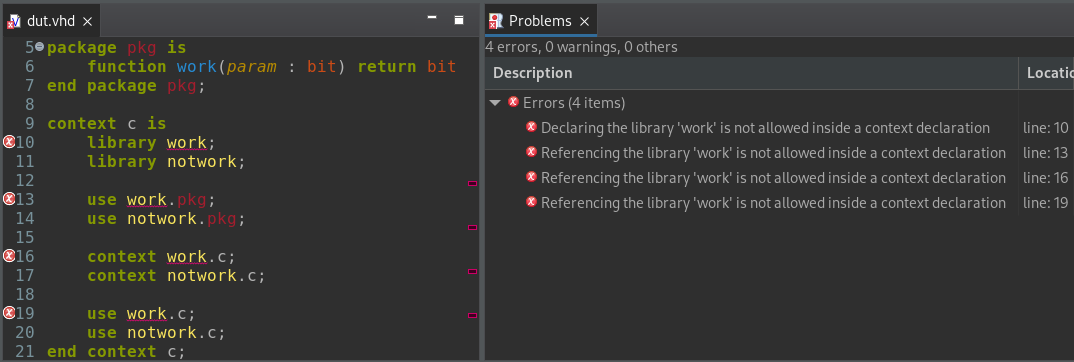 dut.vhd
5 package pkg is
6 function work(param : bit) return bit
7 end package pkg;
8
9 context c is
10 library work;
11 library notwork;
12
13 use work.pkg;
14 use notwork.pkg;
15
16 context work.c;
17 context notwork.c;
18
19 use work.c;
20 use notwork.c;
21 end context c;
Problems
4 errors, 0 warnings, 0 others
Description Locatio
Errors (4 items)
Declaring the library 'work' is not allowed inside a context declaration line: 10
Referencing the library 'work' is not allowed inside a context declaration line: 13
Referencing the library 'work' is not allowed inside a context declaration line: 16
Referencing the library 'work' is not allowed inside a context declaration line: 19